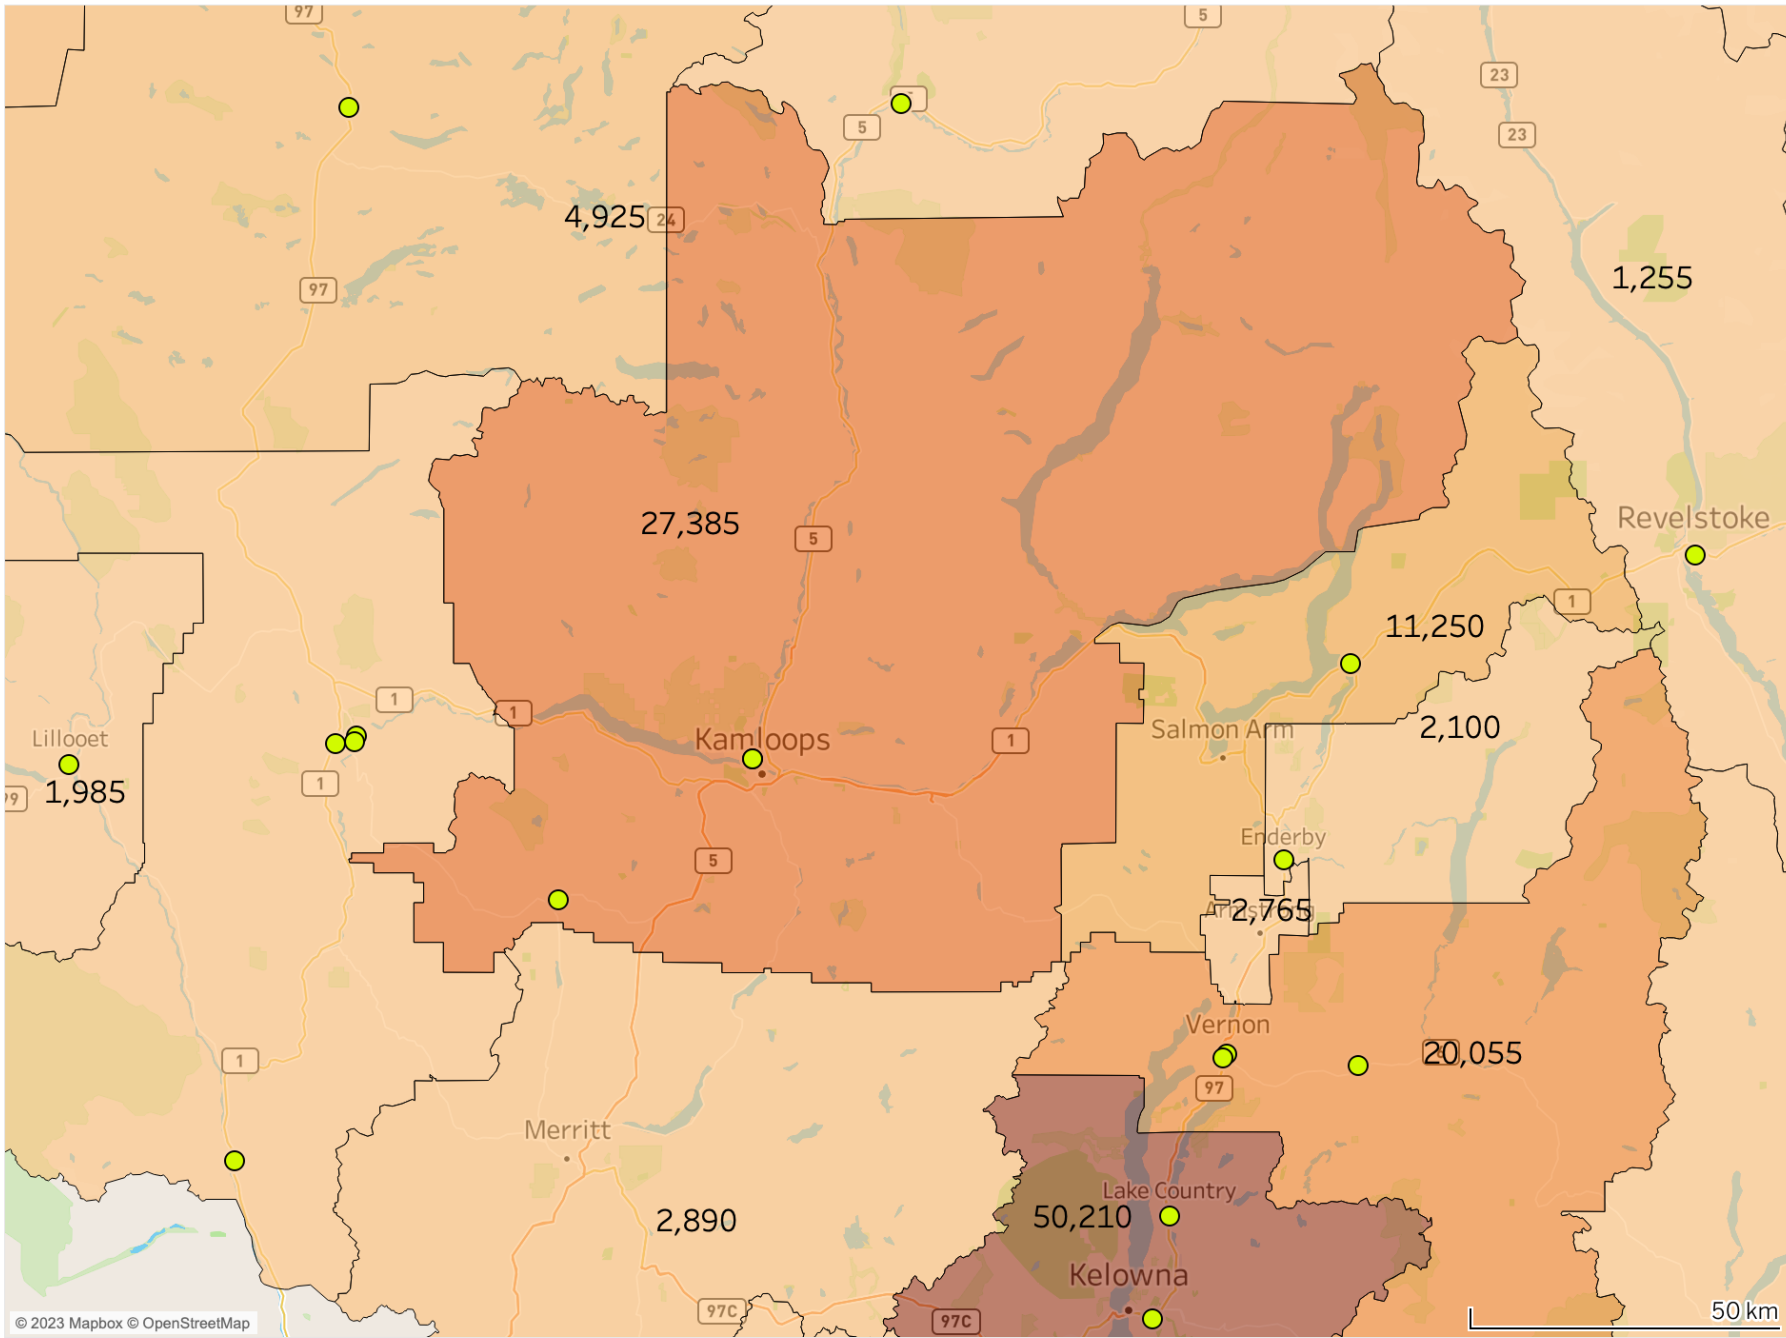 97
5
23
5
23
4,925
24
97
1,255
27,385
5
Revelstoke
1
11,250
1
1
2,100
Lillooet
Kamloops
Salmon Arm
1
1
1,985
99
Enderby
5
2,765
Armstrong
Vernon
20,055
1
97
Merritt
Lake Country
50,210
2,890
Kelowna
97C
97C
50 km
© 2023 Mapbox © OpenStreetMap